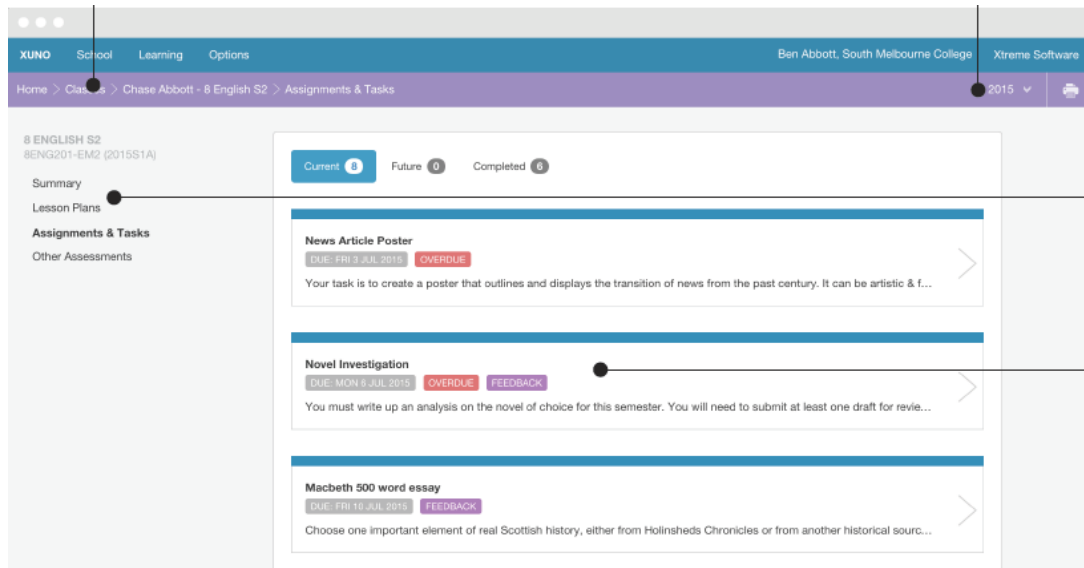 XUNO School Learning Options Ben Abbott, South Melbourne College Xtreme Software
Home > > Chase Abbott - 8 English S2 > Assignments & Tasks 2015
8 ENGLISH S2
8ENG201-EM2 (2015S1A)
Summary
Lesson Plans
Assignments & Tasks
Other Assessments
Current 8 Future 0 Completed 6
News Article Poster
DUE: FRI 3 JUL 2015 OVERDUE
Your task is to create a poster that outlines and displays the transition of news from the past century. It can be artistic & f...
Novel Investigation
DUE: MON 6 JUL 2015 OVERDUE FEEDBACK
You must write up an analysis on the novel of choice for this semester. You will need to submit at least one draft for revie...
Macbeth 500 word essay
DUE: FRI 10 JUL 2015 FEEDBACK
Choose one important element of real Scottish history, either from Holinsheds Chronicles or from another historical sourc...